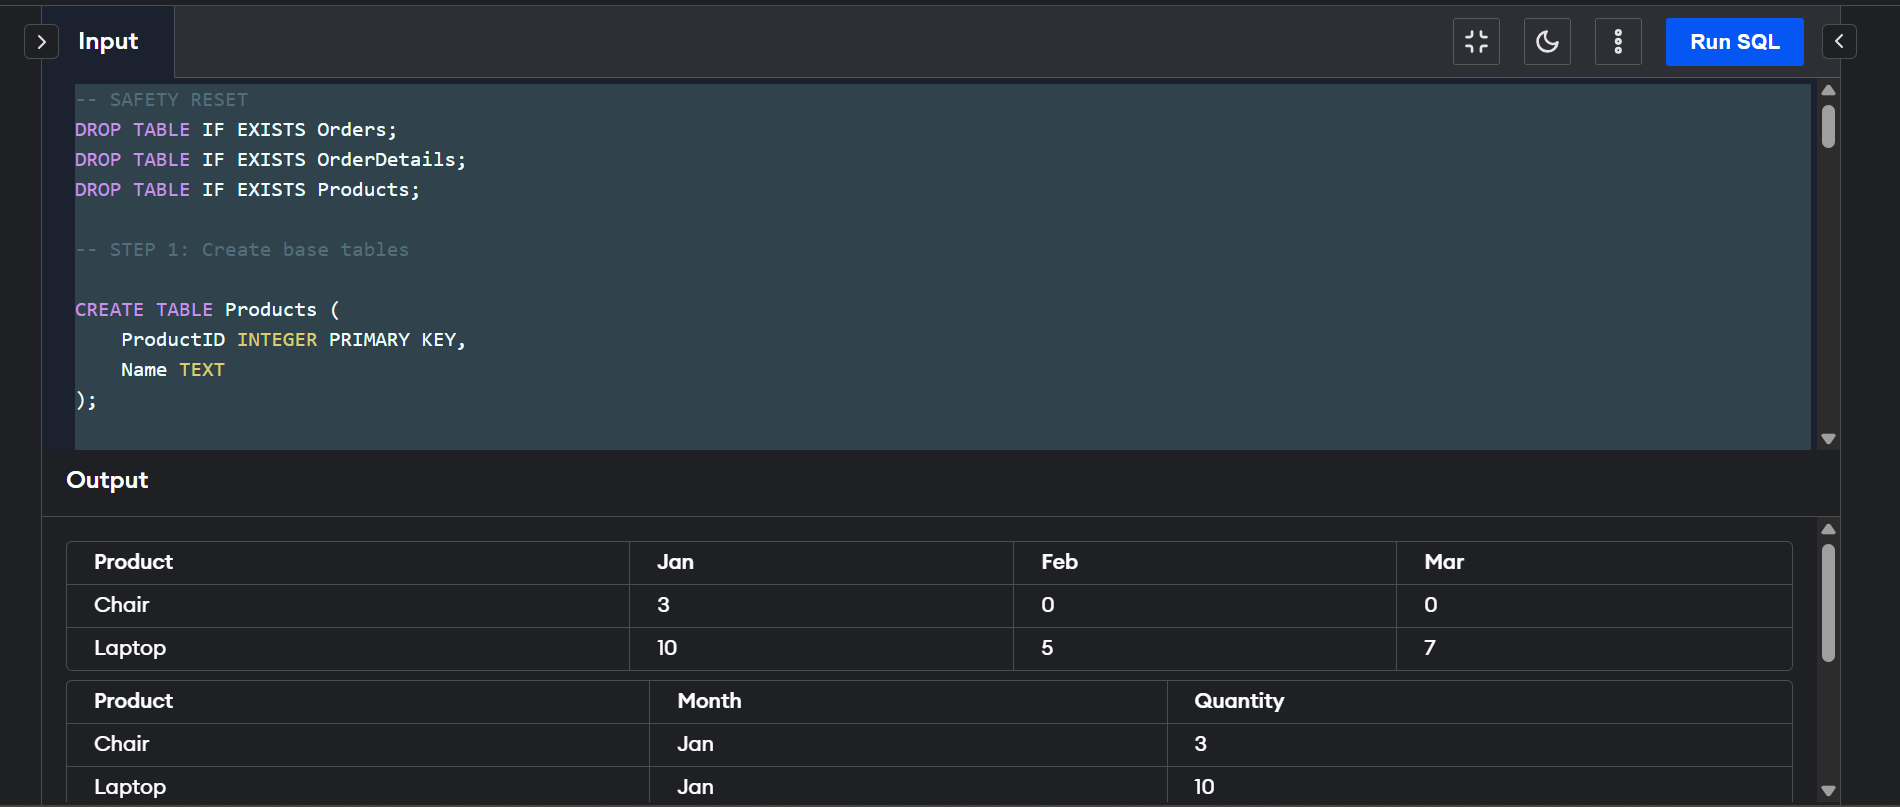 Input
Run SQL
-- SAFETY RESET
DROP TABLE IF EXISTS Orders;
DROP TABLE IF EXISTS OrderDetails;
DROP TABLE IF EXISTS Products;
-- STEP 1: Create base tables
CREATE TABLE Products (
    ProductID INTEGER PRIMARY KEY,
    Name TEXT
);
Output
Product Jan Feb Mar
Chair 3 0 0
Laptop 10 5 7
Product Month Quantity
Chair Jan 3
Laptop Jan 10